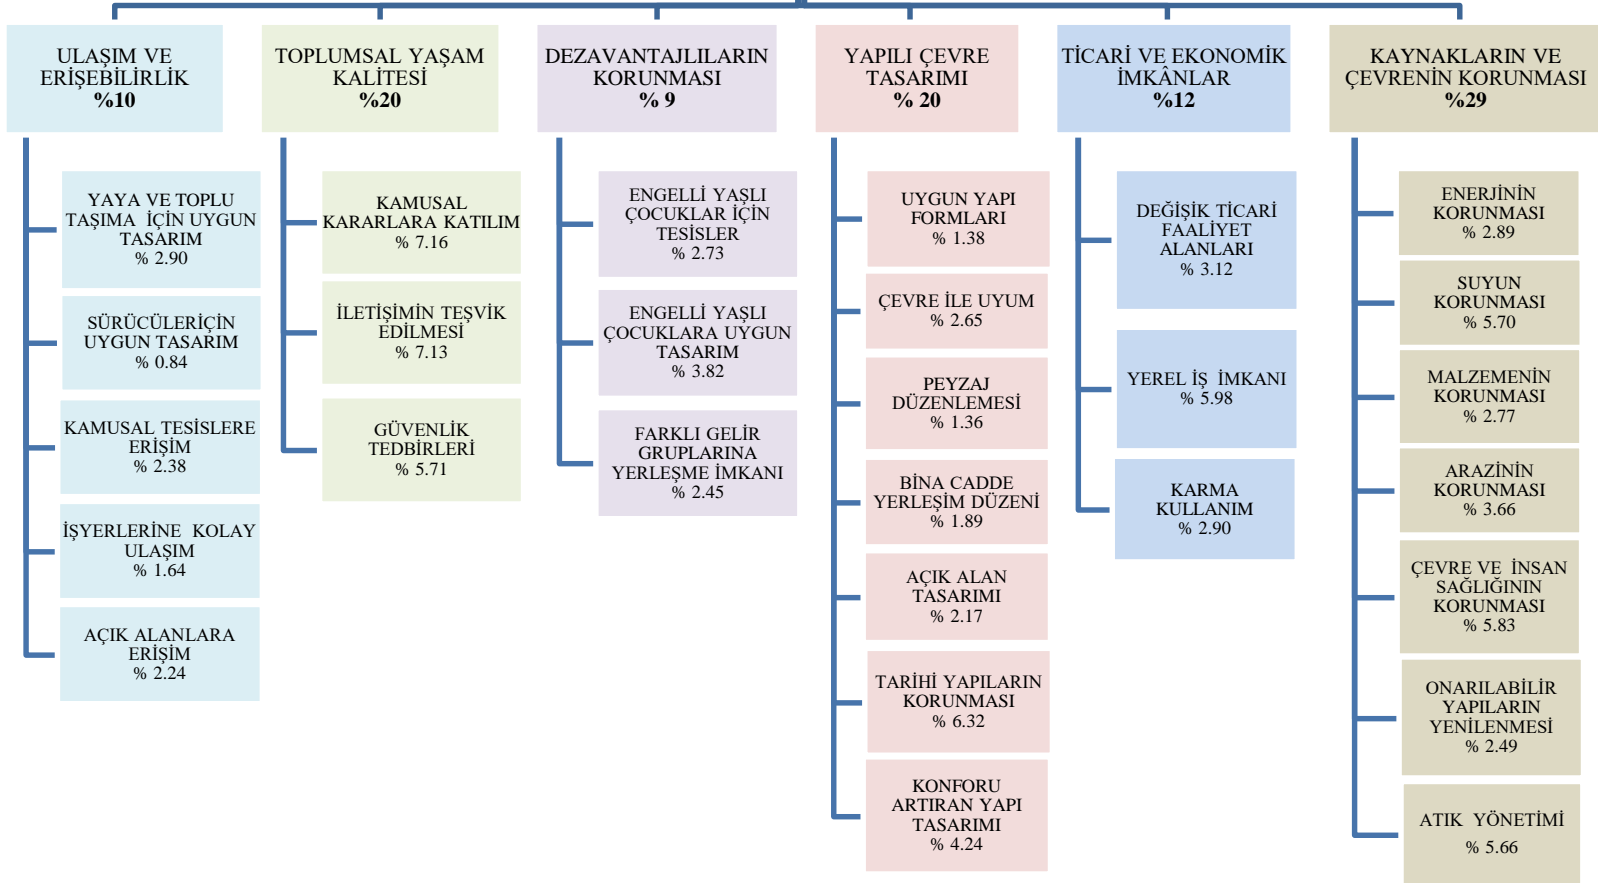 ULAŞIM VE
ERİŞEBİLİRLİK
%10
YAYA VE TOPLU
TAŞIMA İÇİN UYGUN
TASARIM
% 2.90
SÜRÜCÜLERİÇİN
UYGUN TASARIM
% 0.84
KAMUSAL TESİSLERE
ERİŞİM
% 2.38
İŞYERLERİNE KOLAY
ULAŞIM
% 1.64
AÇIK ALANLARA
ERİŞİM
% 2.24
TOPLUMSAL YAŞAM
KALİTESİ
%20
KAMUSAL
KARARLARA KATILIM
% 7.16
İLETİŞİMİN TEŞVİK
EDİLMESİ
% 7.13
GÜVENLİK
TEDBİRLERİ
% 5.71
DEZAVANTAJLILARIN
KORUNMASI
% 9
ENGELLİ YAŞLI
ÇOCUKLAR İÇİN
TESİSLER
% 2.73
ENGELLİ YAŞLI
ÇOCUKLARA UYGUN
TASARIM
% 3.82
FARKLI GELİR
GRUPLARINA
YERLEŞME İMKANI
% 2.45
YAPILI ÇEVRE
TASARIMI
% 20
UYGUN YAPI
FORMLARI
% 1.38
ÇEVRE İLE UYUM
% 2.65
PEYZAJ
DÜZENLEMESİ
% 1.36
BİNA CADDE
YERLEŞİM DÜZENİ
% 1.89
AÇIK ALAN
TASARIMI
% 2.17
TARİHİ YAPILARIN
KORUNMASI
% 6.32
KONFORU
ARTIRAN YAPI
TASARIMI
% 4.24
TİCARİ VE EKONOMİK
İMKÂNLAR
%12
DEĞİŞİK TİCARİ
FAALİYET
ALANLARI
% 3.12
YEREL İŞ İMKANI
% 5.98
KARMA
KULLANIM
% 2.90
KAYNAKLARIN VE
ÇEVRENİN KORUNMASI
%29
ENERJİNİN
KORUNMASI
% 2.89
SUYUN
KORUNMASI
% 5.70
MALZEMENİN
KORUNMASI
% 2.77
ARAZİNİN
KORUNMASI
% 3.66
ÇEVRE VE İNSAN
SAĞLIĞININ
KORUNMASI
% 5.83
ONARILABİLİR
YAPILARIN
YENİLENMESİ
% 2.49
ATIK YÖNETİMİ
% 5.66